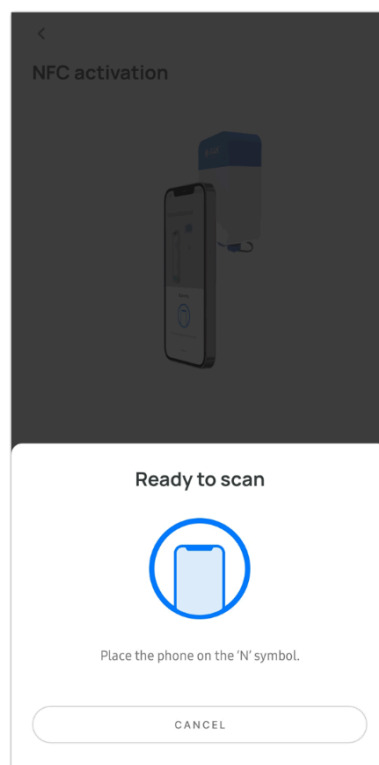 NFC activation
Ready to scan
Place the phone on the ‘N’ symbol.
CANCEL